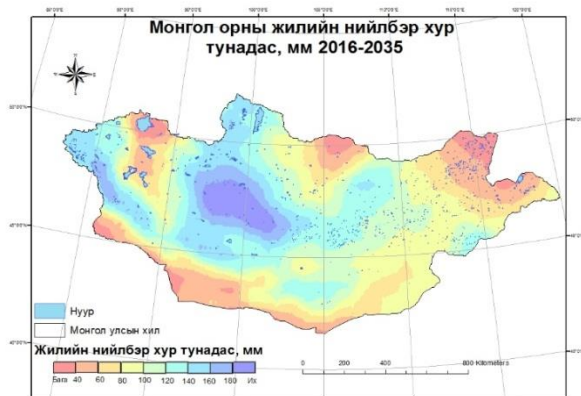 Монгол орны жилийн нийлбэр хур
тунадас, мм 2016-2035
Нуур
Монгол улсын хил
Жилийн нийлбэр хур тунадас, мм
Бага 40 60 80 100 120 140 160 180 Их
0 200 400 800 Kilometers